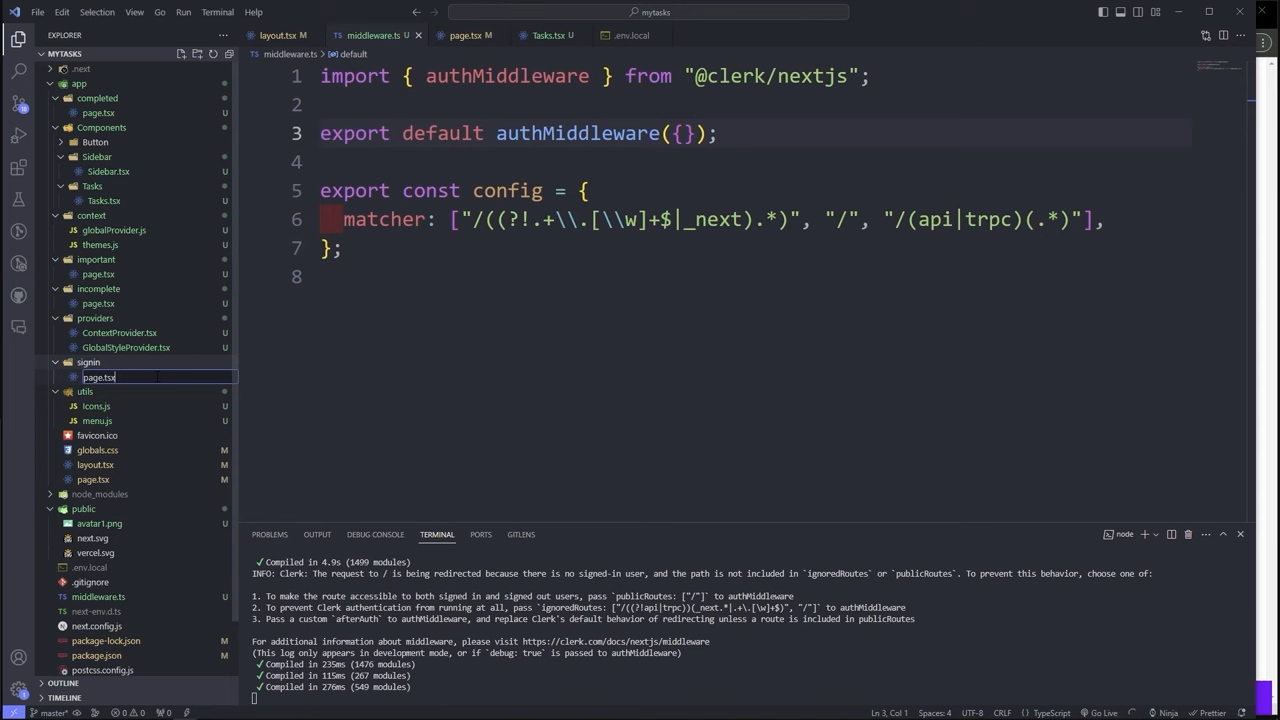 File Edit Selection View Go Run Terminal Help
mytasks
EXPLORER
layout.tsx M
middleware.ts U
page.tsx M
Tasks.tsx U
.env.local
MYTASKS
middleware.ts > default
.next
app
completed
page.tsx U
Components
Button
Sidebar
Sidebar.tsx U
Tasks
Tasks.tsx U
context
globalProvider.js U
themes.js U
important
page.tsx U
incomplete
page.tsx U
providers
ContextProvider.tsx U
GlobalStyleProvider.tsx U
signin
page.tsx
utils
Icons.js U
menu.js U
favicon.ico
globals.css M
layout.tsx M
page.tsx M
node_modules
public
avatar1.png U
next.svg
vercel.svg
.env.local
.gitignore
middleware.ts U
next-env.d.ts
next.config.js
package-lock.json M
package.json M
postcss.config.js
OUTLINE
TIMELINE
1 import { authMiddleware } from "@clerk/nextjs";
2
3 export default authMiddleware({});
4
5 export const config = {
6 matcher: ["/((?!.+\\.[\\w]+$|_next).*)", "/", "/(api|trpc)(.*)"],
7 };
8
PROBLEMS OUTPUT DEBUG CONSOLE TERMINAL PORTS GITLENS
node
✓ Compiled in 4.9s (1499 modules)
INFO: Clerk: The request to / is being redirected because there is no signed-in user, and the path is not included in `ignoredRoutes` or `publicRoutes`. To prevent this behavior, choose one of:
1. To make the route accessible to both signed in and signed out users, pass `publicRoutes: ["/"]` to authMiddleware
2. To prevent Clerk authentication from running at all, pass `ignoredRoutes: ["/((?!api|trpc))(_next.*|.+\.[\w]+$)", "/"]` to authMiddleware
3. Pass a custom `afterAuth` to authMiddleware, and replace Clerk's default behavior of redirecting unless a route is included in publicRoutes
For additional information about middleware, please visit https://clerk.com/docs/nextjs/middleware
(This log only appears in development mode, or if `debug: true` is passed to authMiddleware)
✓ Compiled in 235ms (1476 modules)
✓ Compiled in 115ms (267 modules)
✓ Compiled in 276ms (549 modules)
master* 0 0 0 Ln 3, Col 1 Spaces: 4 UTF-8 CRLF TypeScript Go Live Ninja Prettier